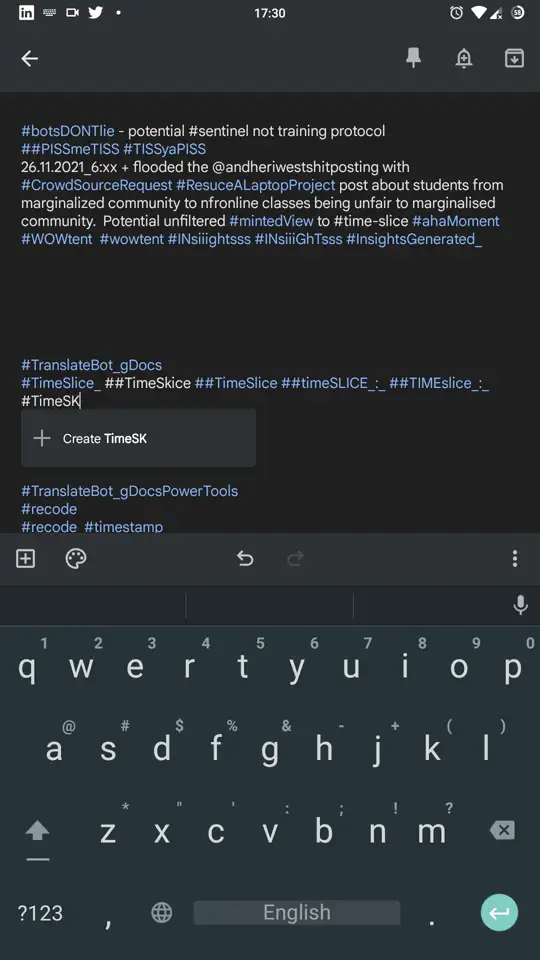 17:30
58
#botsDONTlie - potential #sentinel not training protocol
##PISSmeTISS #TISSyaPISS
26.11.2021_6:xx + flooded the @andheriwestshitposting with
#CrowdSourceRequest #ResuceALaptopProject post about students from
marginalized community to nfronline classes being unfair to marginalised
community.  Potential unfiltered #mintedView to #time-slice #ahaMoment
#WOWtent  #wowtent #INsiiightsss #INsiiiGhTsss #InsightsGenerated_
#TranslateBot_gDocs
#TimeSlice_ ##TimeSkice ##TimeSlice ##timeSLICE_:_ ##TIMEslice_:_
#TimeSK
+ Create TimeSK
#TranslateBot_gDocsPowerTools
#recode
#recode  #timestamp
1 2 3 4 5 6 7 8 9 0
q w e r t y u i o p
@ # $ % & - + ( )
a s d f g h j k l
* " ' : ; ! ?
z x c v b n m
?123 , English .